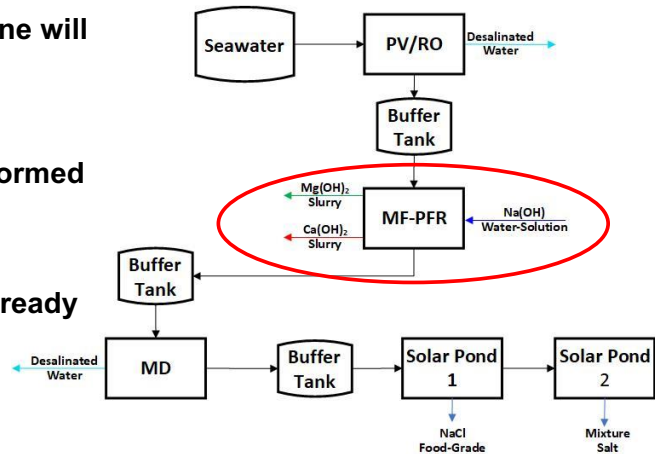 ne will
ormed
ready
Seawater
PV/RO
Desalinated
Water
Buffer
Tank
Mg(OH)2
Slurry
Ca(OH)2
Slurry
MF-PFR
Na(OH)
Water-Solution
Buffer
Tank
Desalinated
Water
MD
Buffer
Tank
Solar Pond
1
Solar Pond
2
NaCl
Food-Grade
Mixture
Salt